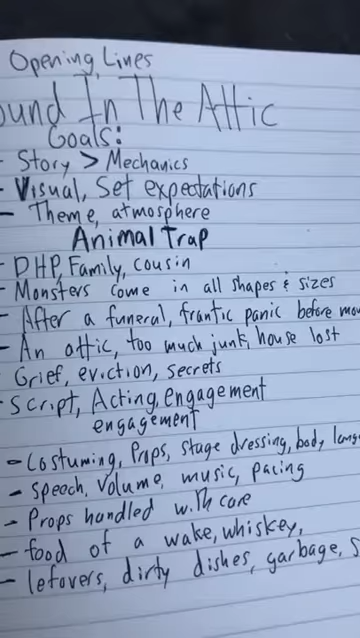 Opening Lines
In The Attic
Goals:
- Story > Mechanics
- Visual, Set expectations
- Theme, atmosphere
Animal Trap
- DHP, Family, cousin
- Monsters come in all shapes & sizes
- After a funeral, frantic panic before
- An attic, too much junk, house lost
Grief, eviction, secrets
- Script, Acting, engagement
engagement
- Costuming, Props, stage dressing, body
- speech, volume, music, pacing
- Props handled with care
- food of a wake, whiskey,
- leftovers, dirty dishes, garbage,